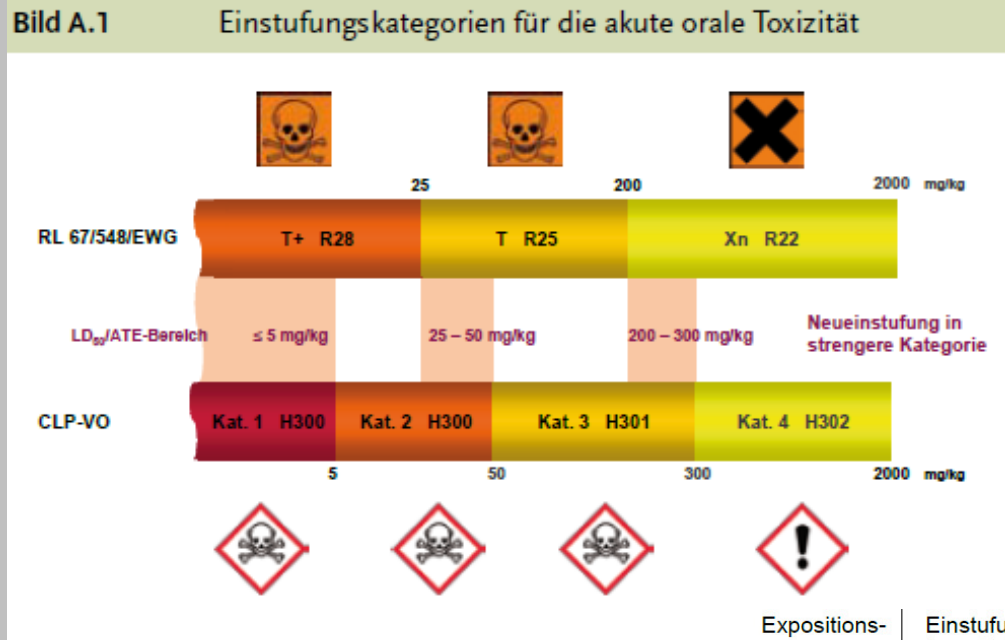 Bild A.1 Einstufungskategorien für die akute orale Toxizität
25 200 2000 mg/kg
RL 67/548/EWG T+ R28 T R25 Xn R22
LD₅₀/ATE-Bereich ≤ 5 mg/kg 25 – 50 mg/kg 200 – 300 mg/kg Neueinstufung in
strengere Kategorie
CLP-VO Kat. 1 H300 Kat. 2 H300 Kat. 3 H301 Kat. 4 H302
5 50 300 2000 mg/kg
Expositions- Einstufu